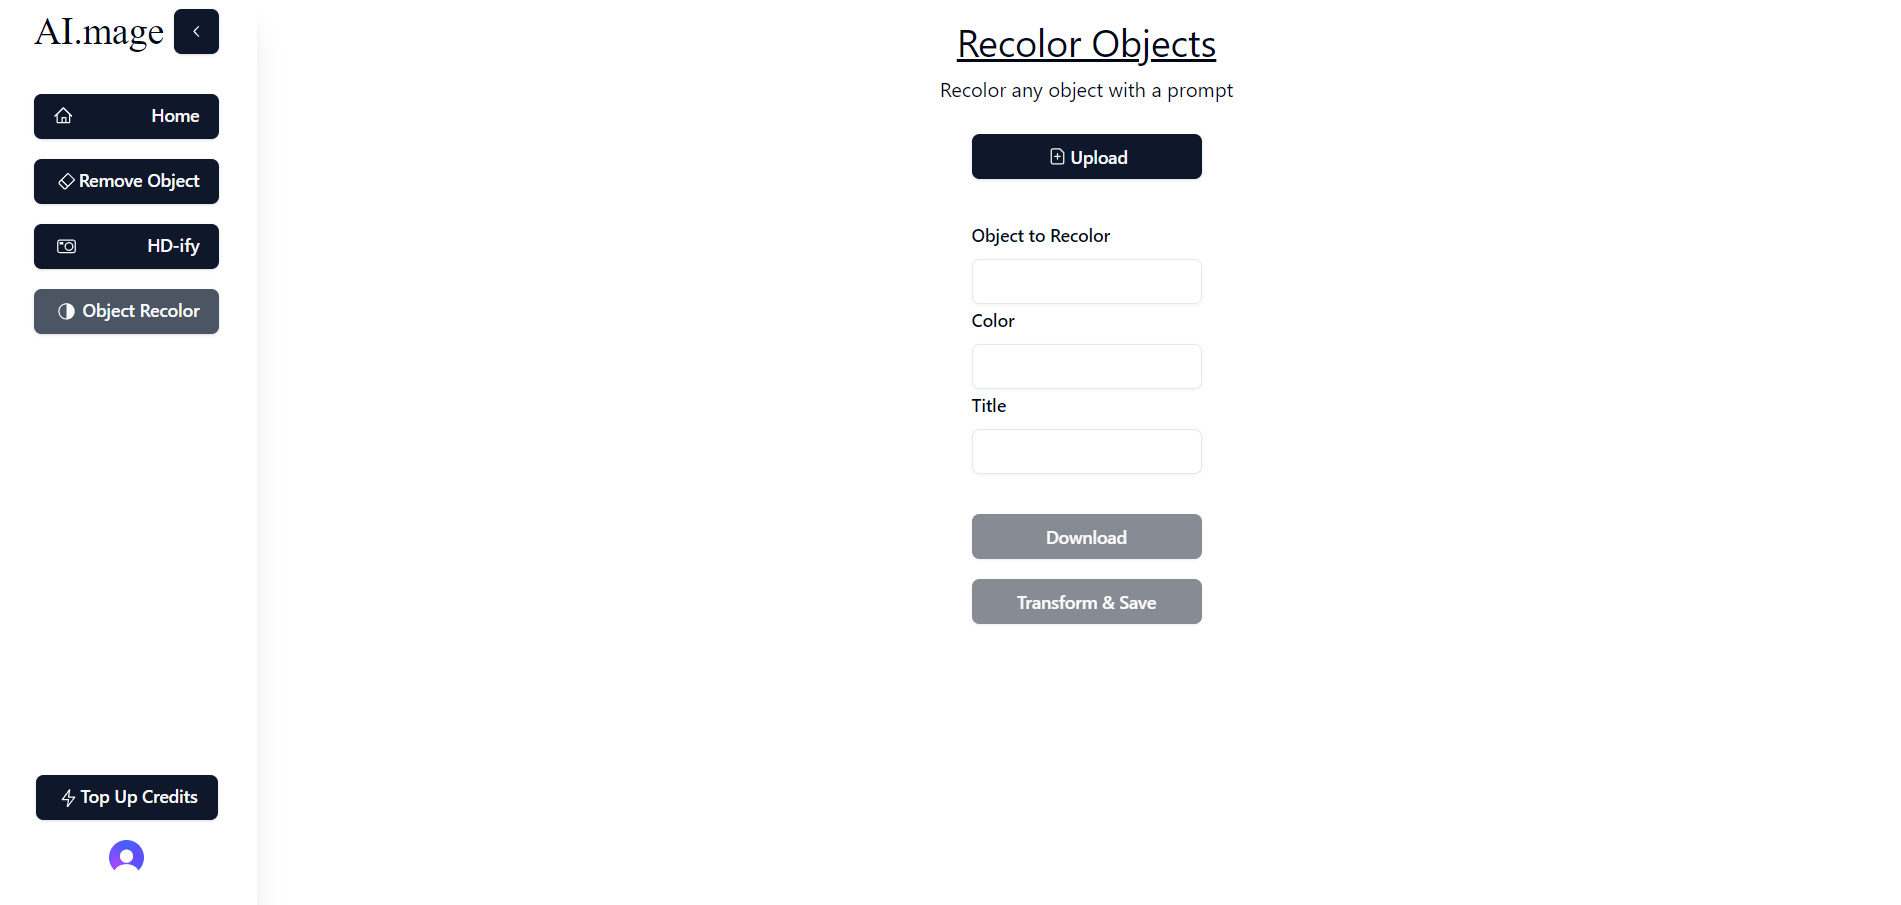 AI.mage
Home
Remove Object
HD-ify
Object Recolor
Top Up Credits
Recolor Objects
Recolor any object with a prompt
Upload
Object to Recolor
Color
Title
Download
Transform & Save